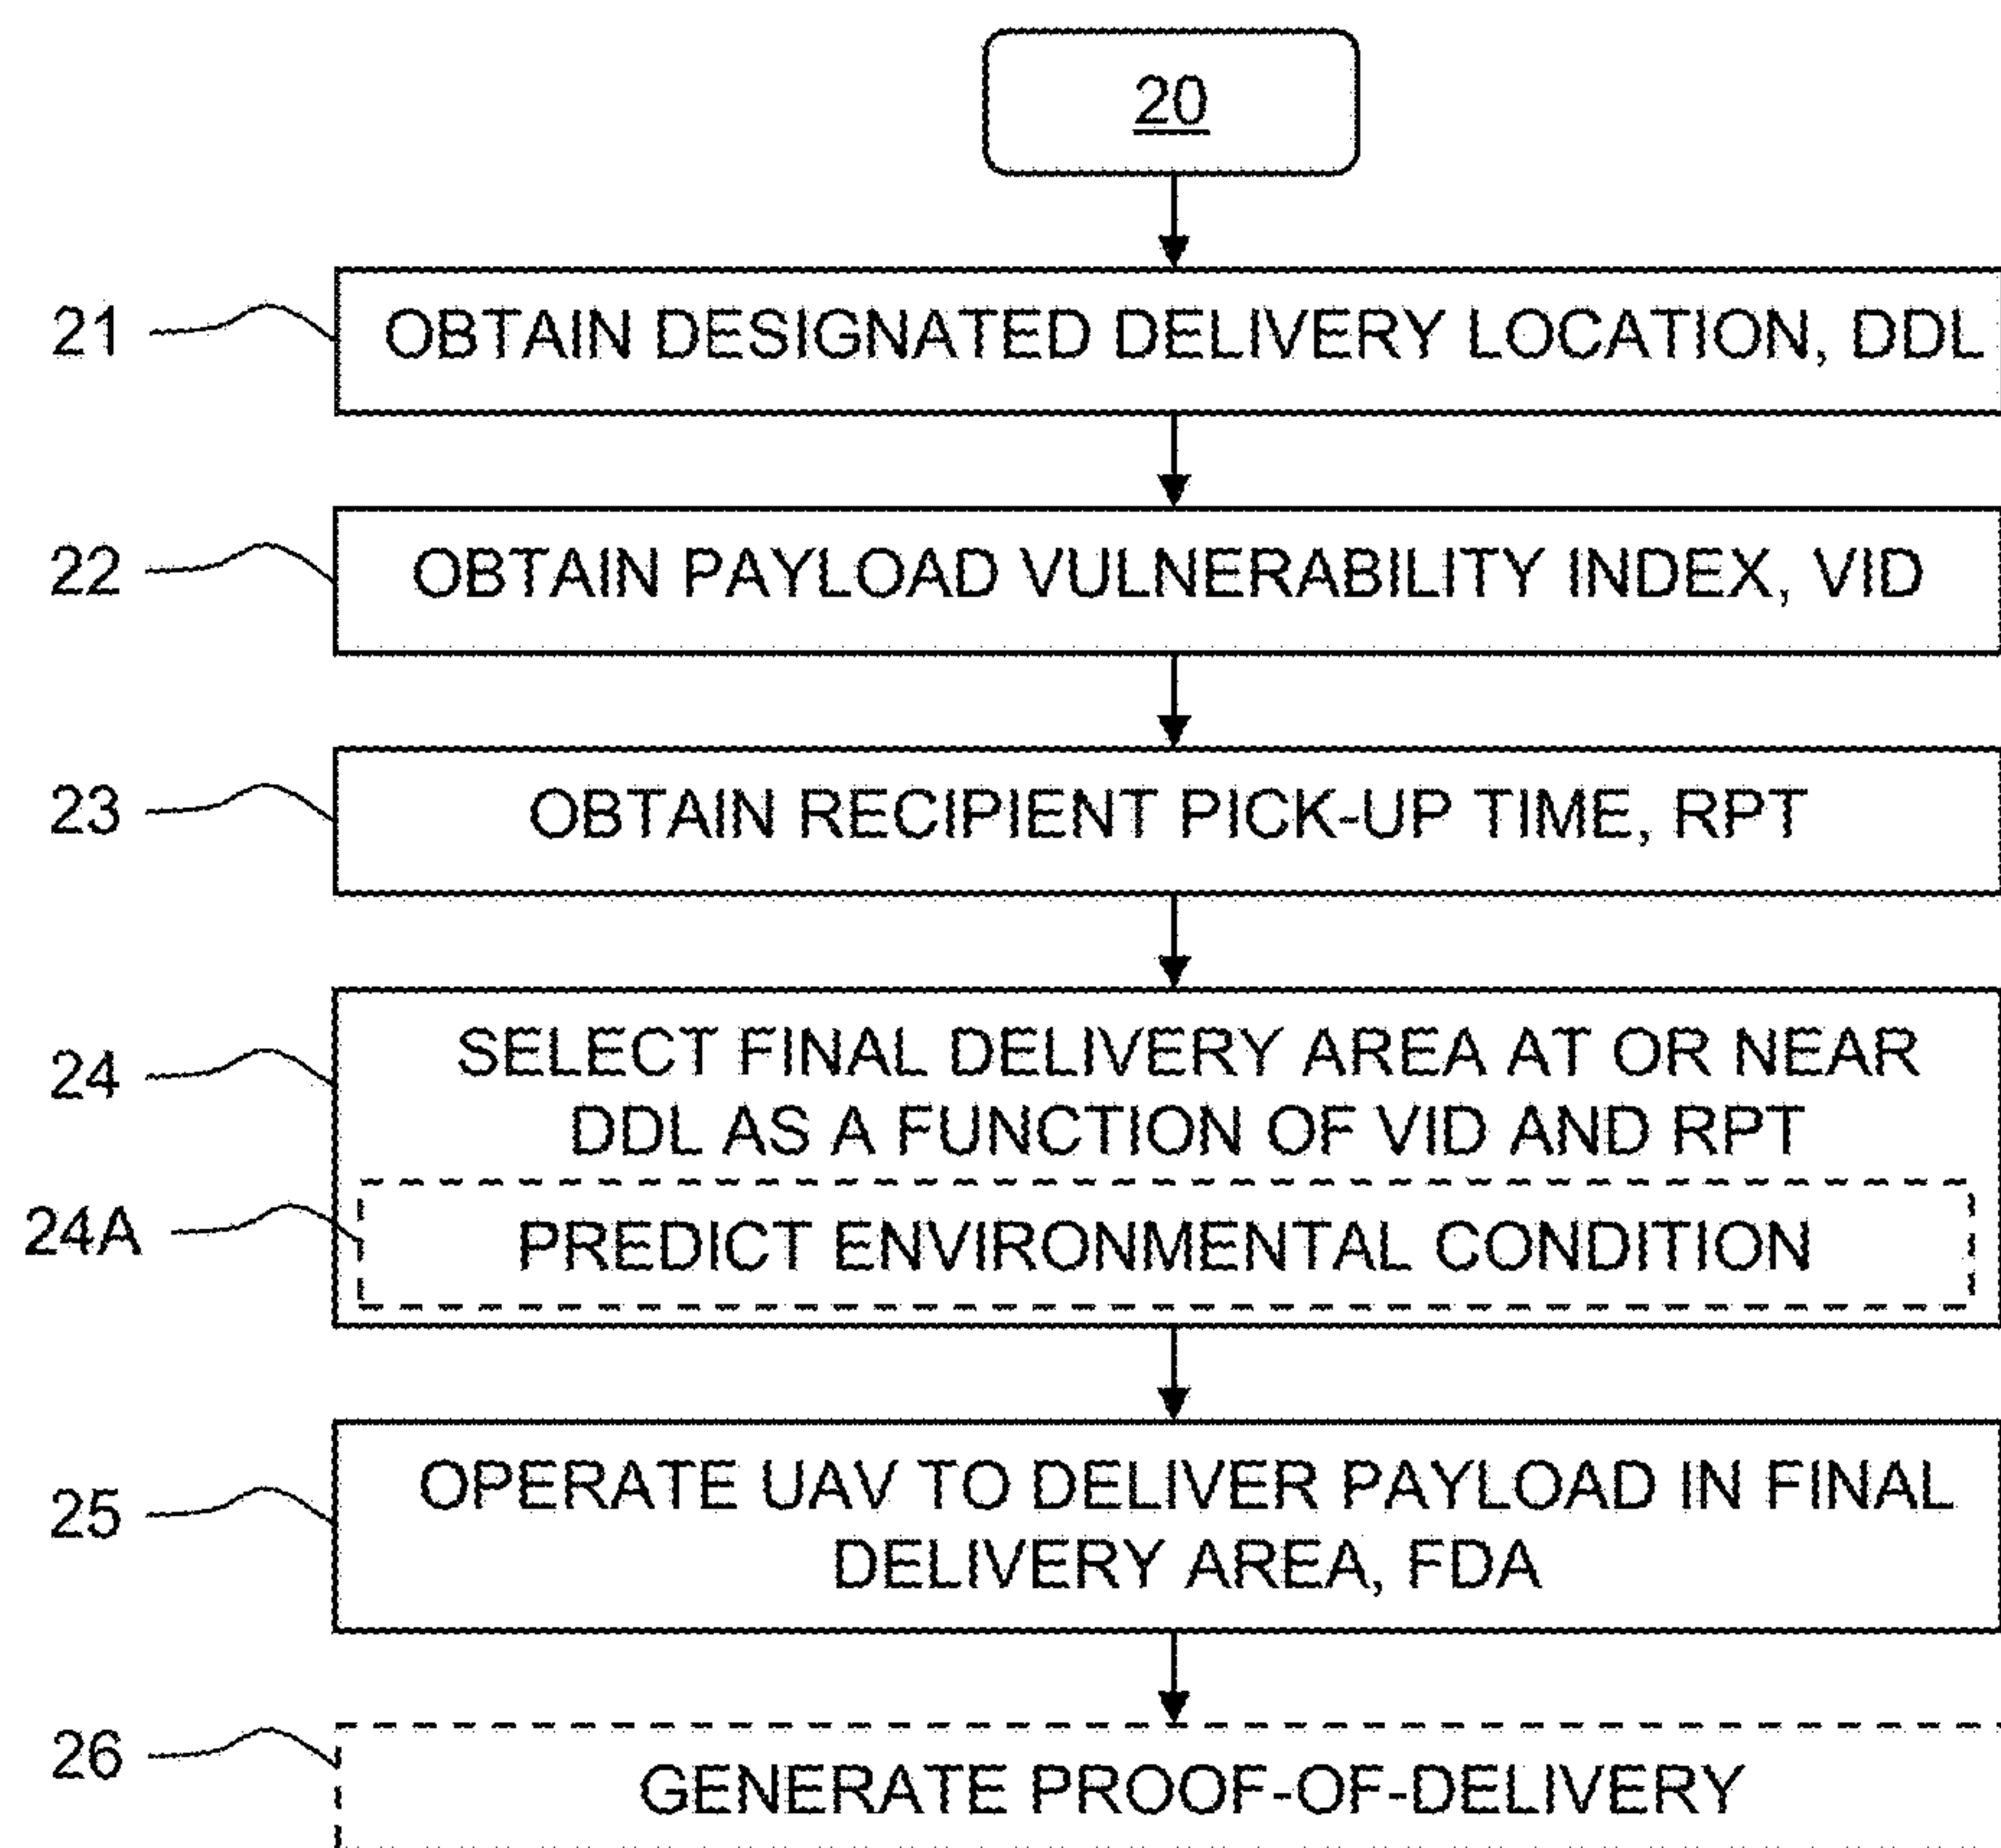 20
21
OBTAIN DESIGNATED DELIVERY LOCATION, DDL
22
OBTAIN PAYLOAD VULNERABILITY INDEX, VID
23
OBTAIN RECIPIENT PICK-UP TIME, RPT
24
SELECT FINAL DELIVERY AREA AT OR NEAR
DDL AS A FUNCTION OF VID AND RPT
24A
PREDICT ENVIRONMENTAL CONDITION
25
OPERATE UAV TO DELIVER PAYLOAD IN FINAL
DELIVERY AREA, FDA
26
GENERATE PROOF-OF-DELIVERY